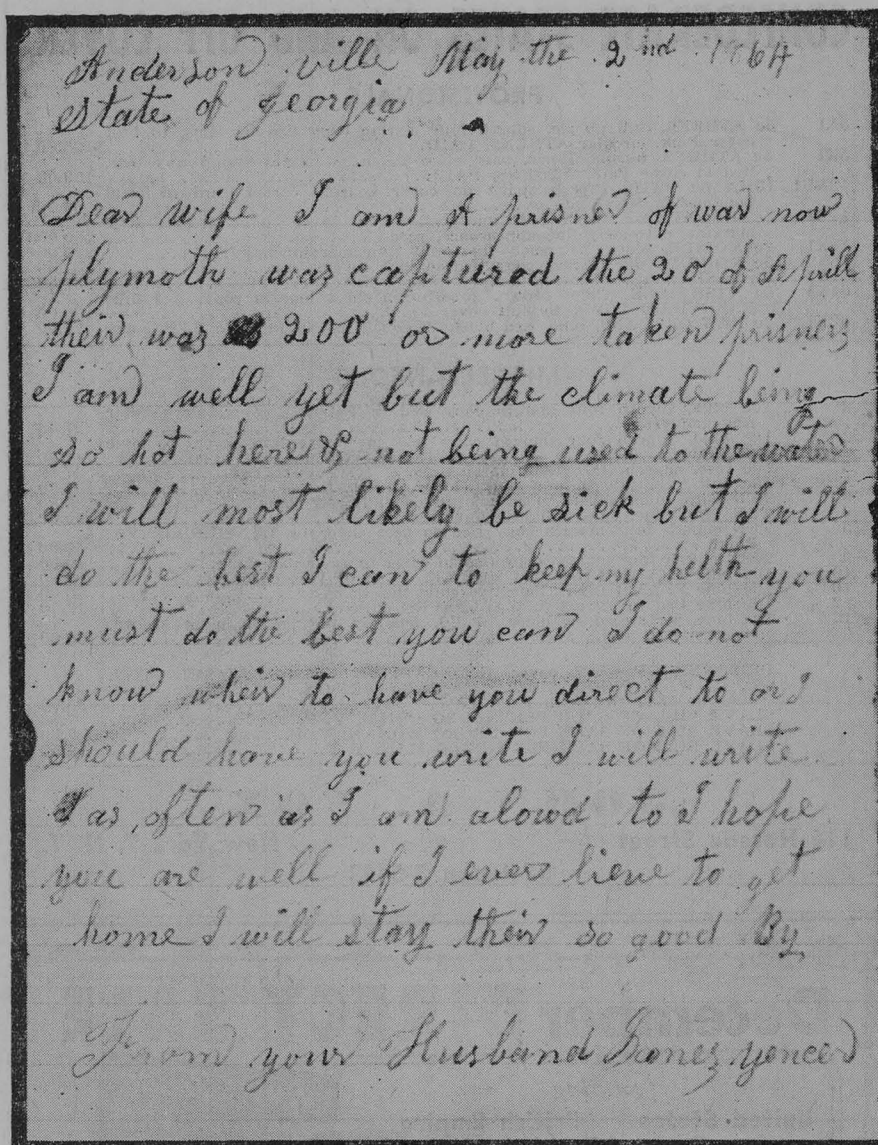 Anderson ville May the 2nd 1864
State of georgia
Dear wife I am A prisner of war now
plymoth was captured the 20 of Aprill
their was 200 or more taken prisners
I am well yet but the climate being
so hot here & not being used to the water
I will most likely be sick but I will
do the best I can to keep my helth you
must do the best you can I do not
know wheir to have you direct to or I
should have you write I will write
as often as I am alowd to I hope
you are well if I ever lieve to get
home I will stay their so good By
From your Husband